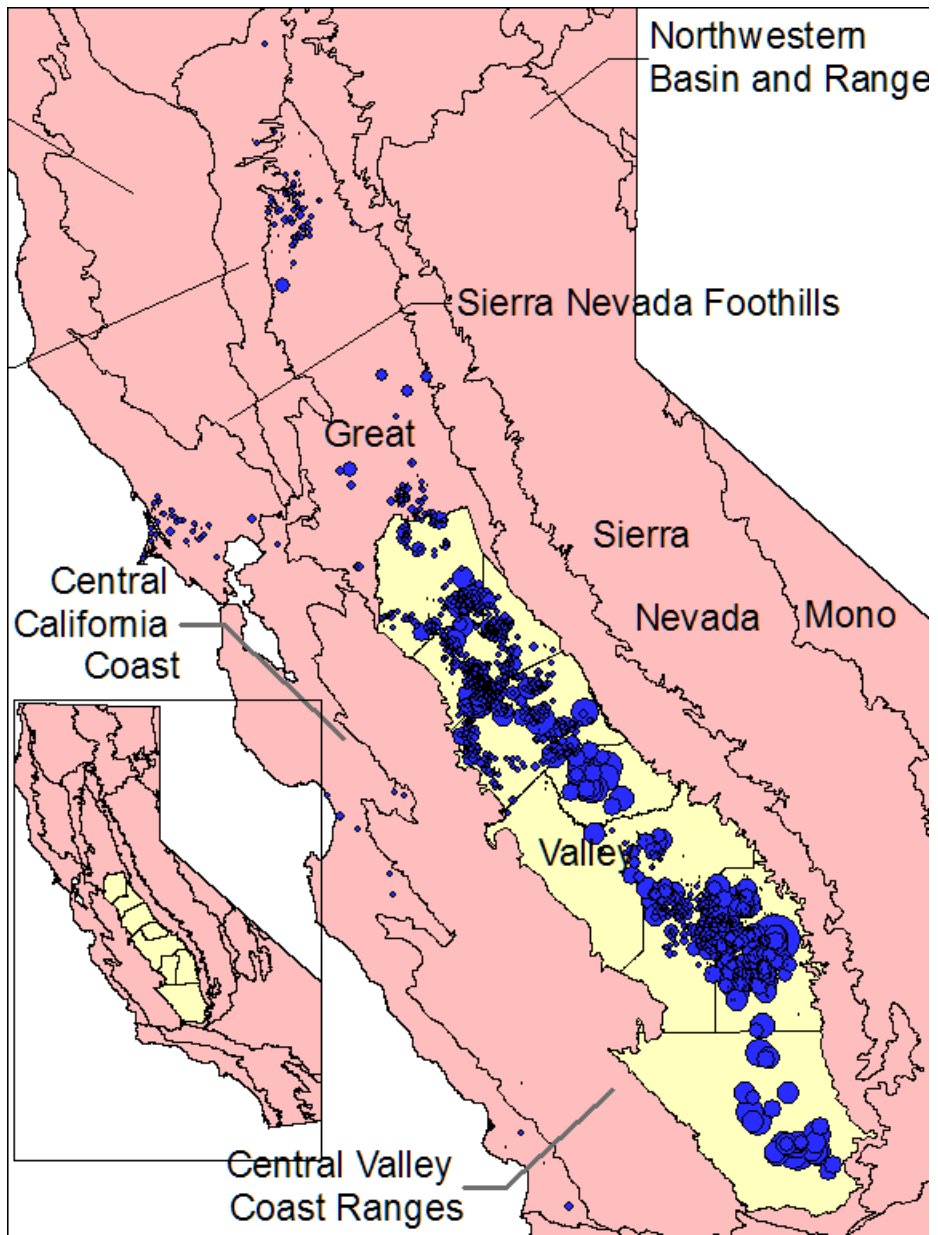 Northwestern
Basin and Range
Sierra Nevada Foothills
Great
Sierra
Central
California
Coast
Nevada
Mono
Valley
Central Valley
Coast Ranges